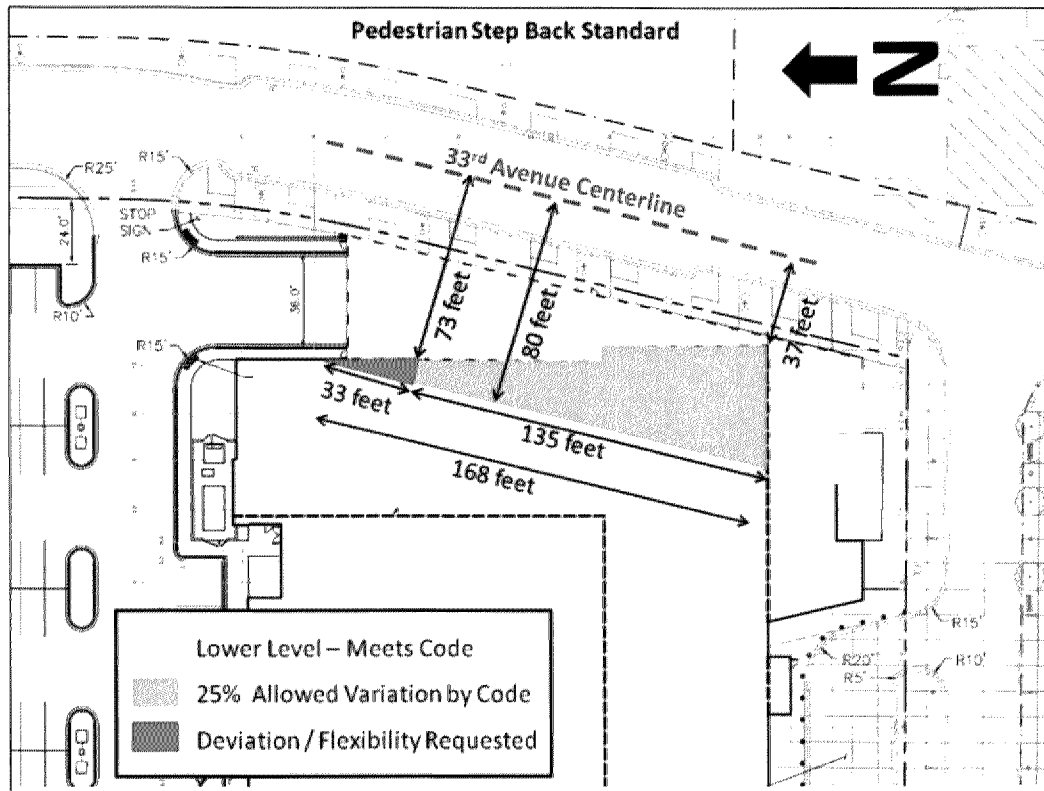 Pedestrian Step Back Standard
N
R25'
R15'
33rd Avenue Centerline
24.0'
STOP
SIGN
R15'
R10'
36.0'
73 feet
80 feet
37 feet
R15'
33 feet
135 feet
168 feet
Lower Level – Meets Code
25% Allowed Variation by Code
Deviation / Flexibility Requested
R15'
R20'
R10'
R5'